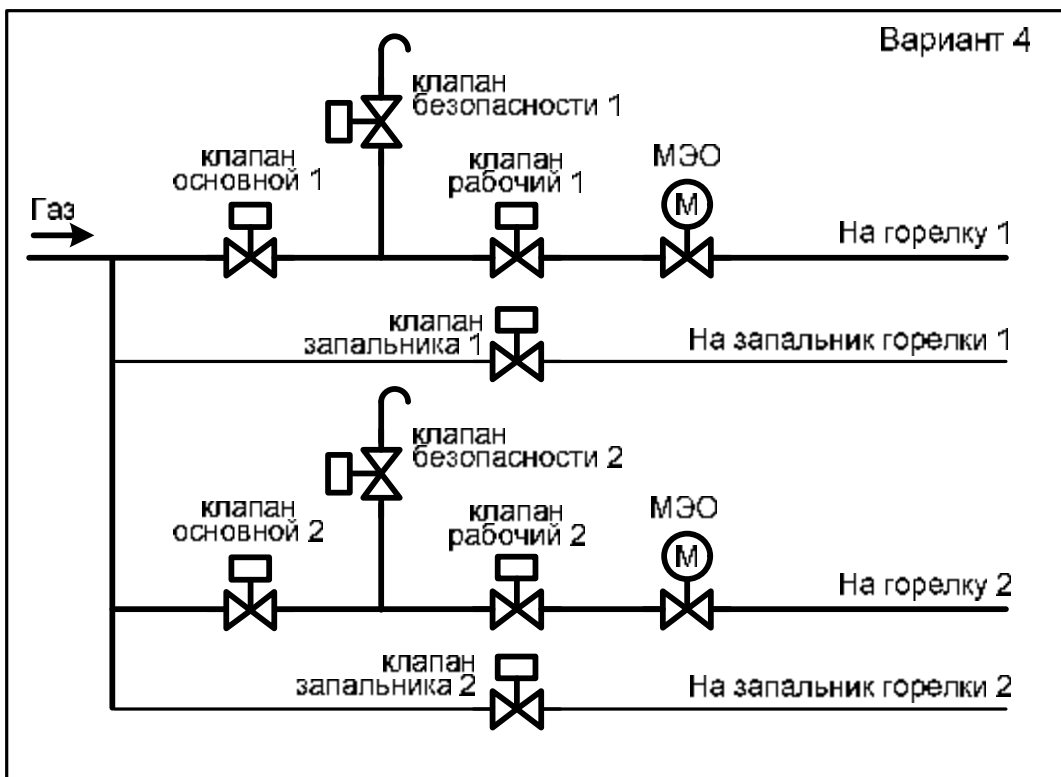 Вариант 4
клапан
безопасности 1
клапан
основной 1
клапан
рабочий 1
МЭО
Газ
М
На горелку 1
клапан
запальника 1
На запальник горелки 1
клапан
безопасности 2
клапан
основной 2
клапан
рабочий 2
МЭО
М
На горелку 2
клапан
запальника 2
На запальник горелки 2